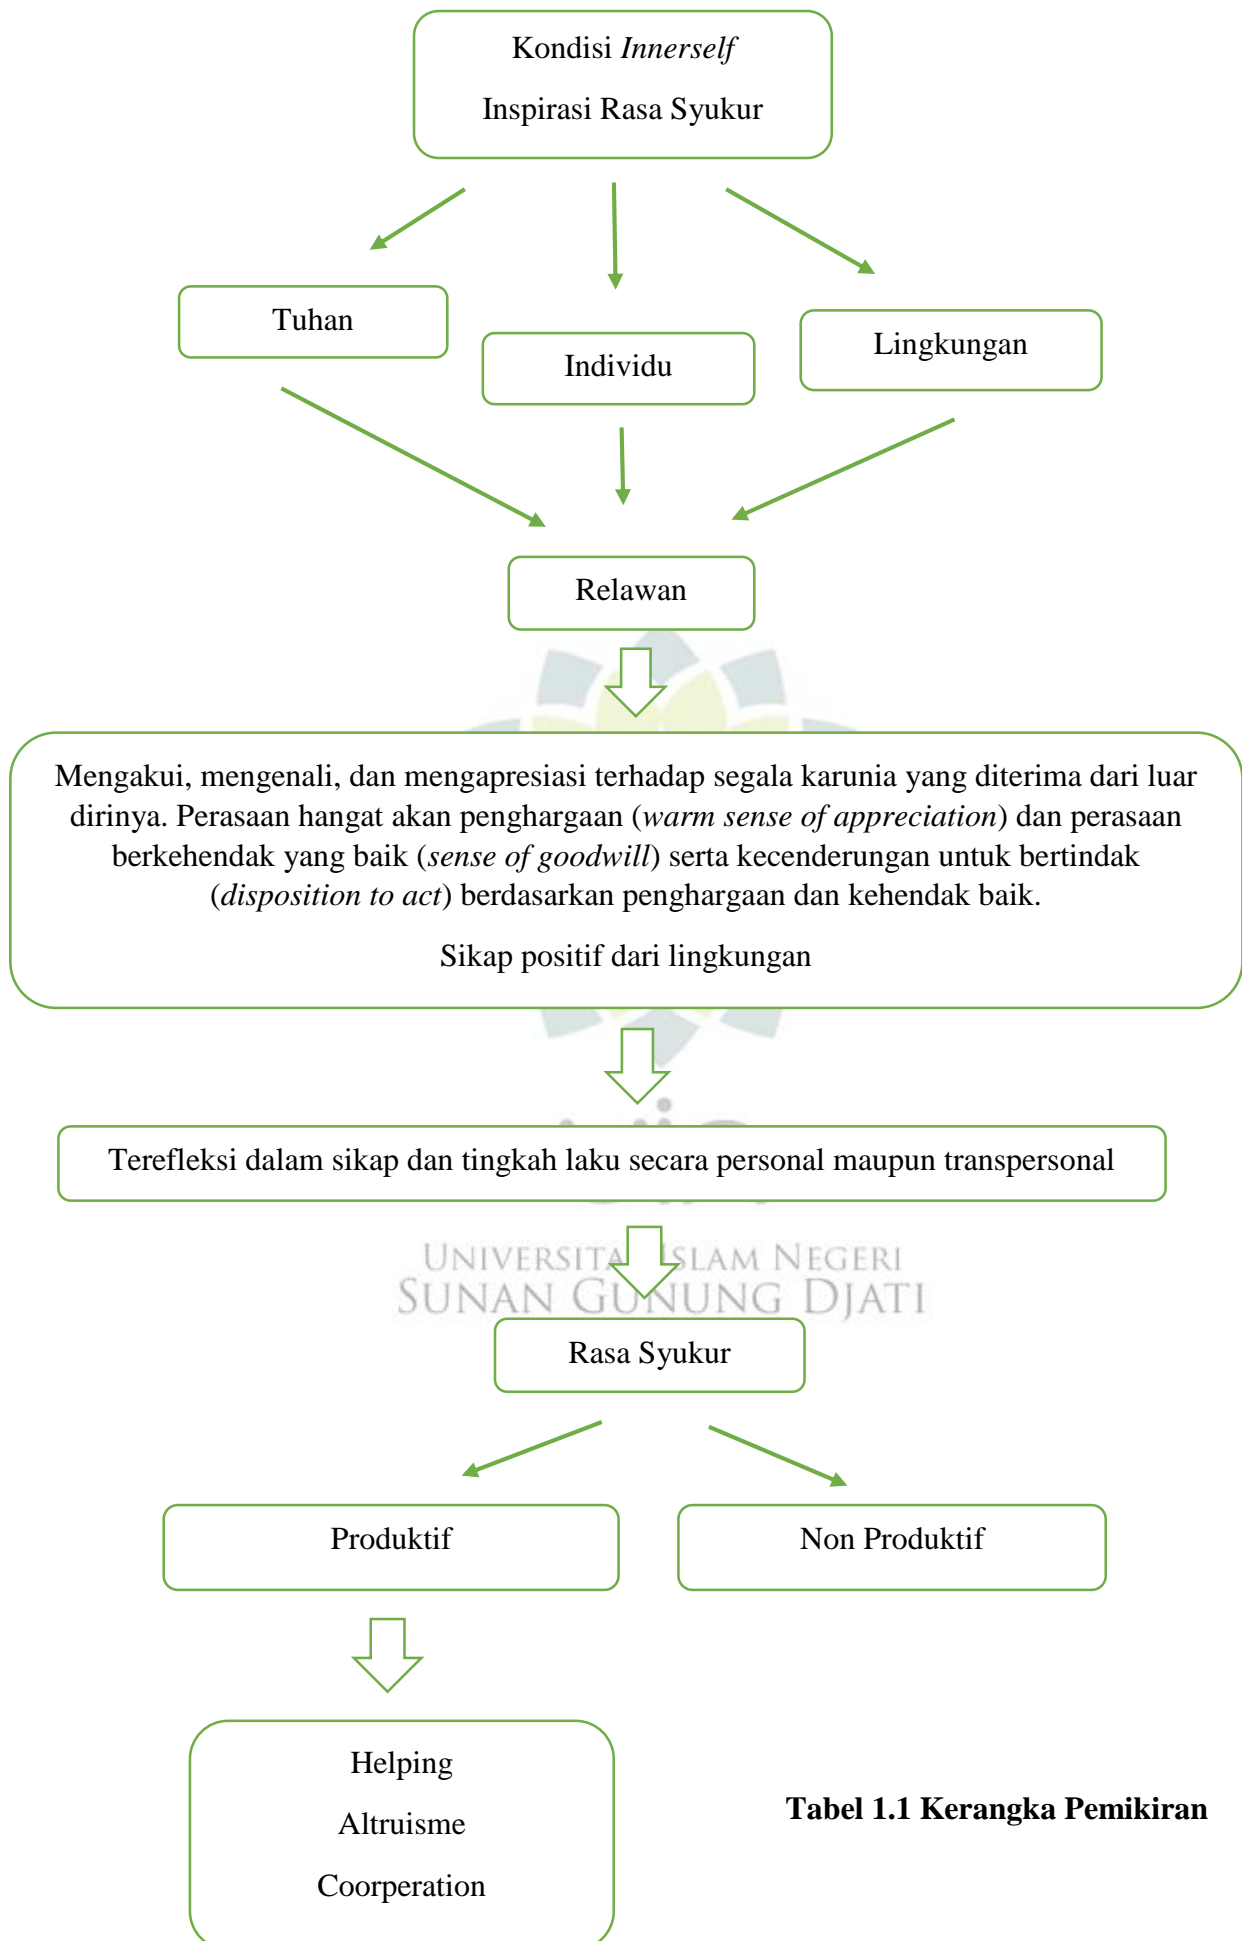 Kondisi Innerself
Inspirasi Rasa Syukur
Tuhan
Individu
Lingkungan
Relawan
Mengakui, mengenali, dan mengapresiasi terhadap segala karunia yang diterima dari luar
dirinya. Perasaan hangat akan penghargaan (warm sense of appreciation) dan perasaan
berkehendak yang baik (sense of goodwill) serta kecenderungan untuk bertindak
(disposition to act) berdasarkan penghargaan dan kehendak baik.
Sikap positif dari lingkungan
Terefleksi dalam sikap dan tingkah laku secara personal maupun transpersonal
UNIVERSITAS ISLAM NEGERI
SUNAN GUNUNG DJATI
Rasa Syukur
Produktif
Non Produktif
Helping
Altruisme
Coorperation
Tabel 1.1 Kerangka Pemikiran